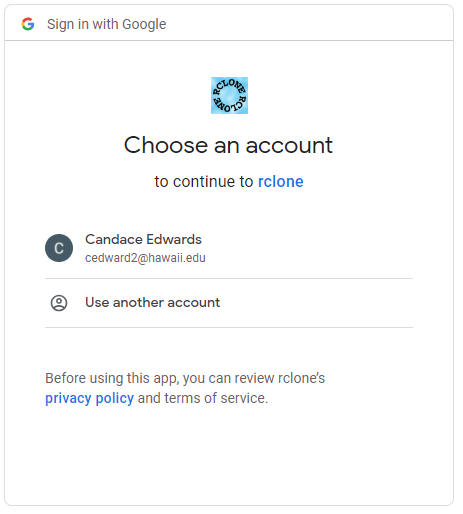 Sign in with Google
RCLONE RCLONE
Choose an account
to continue to rclone
C
Candace Edwards
cedward2@hawaii.edu
Use another account
Before using this app, you can review rclone's
privacy policy and terms of service.